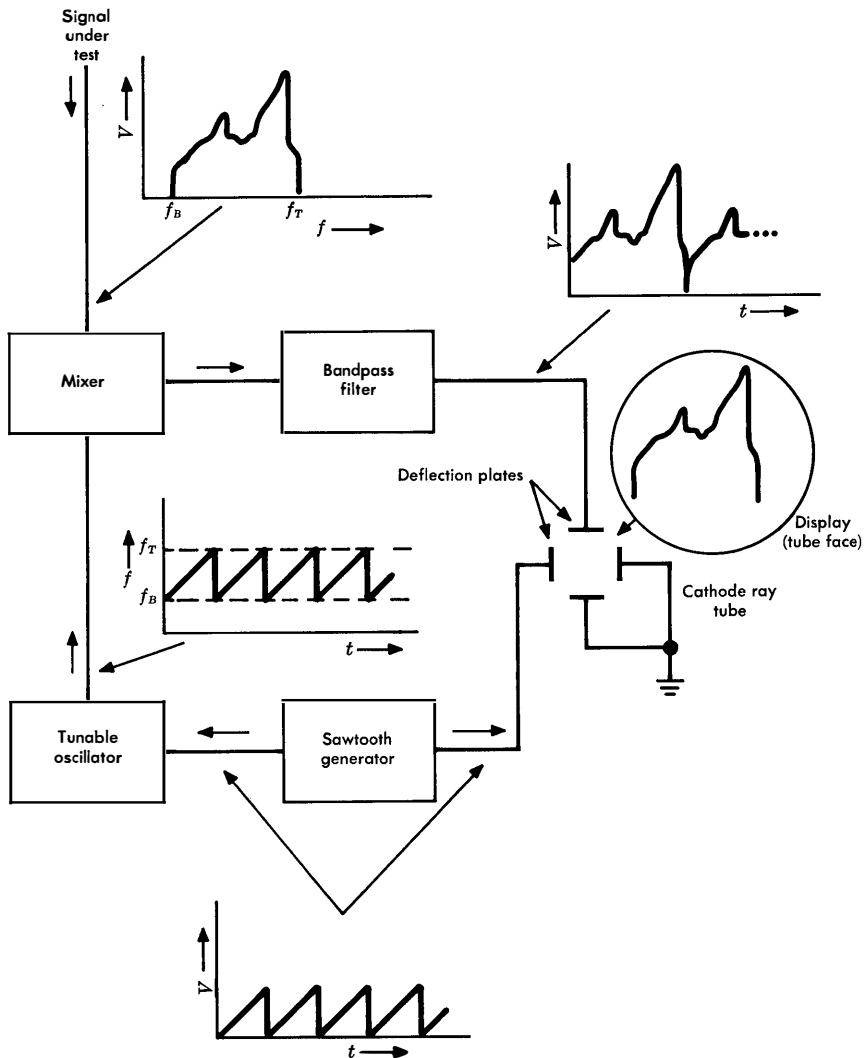 Signal
under
test
V
f_B
f_T
f
V
t
Mixer
Bandpass
filter
Deflection plates
Display
(tube face)
f_T
f
f_B
t
Cathode ray
tube
Tunable
oscillator
Sawtooth
generator
V
t